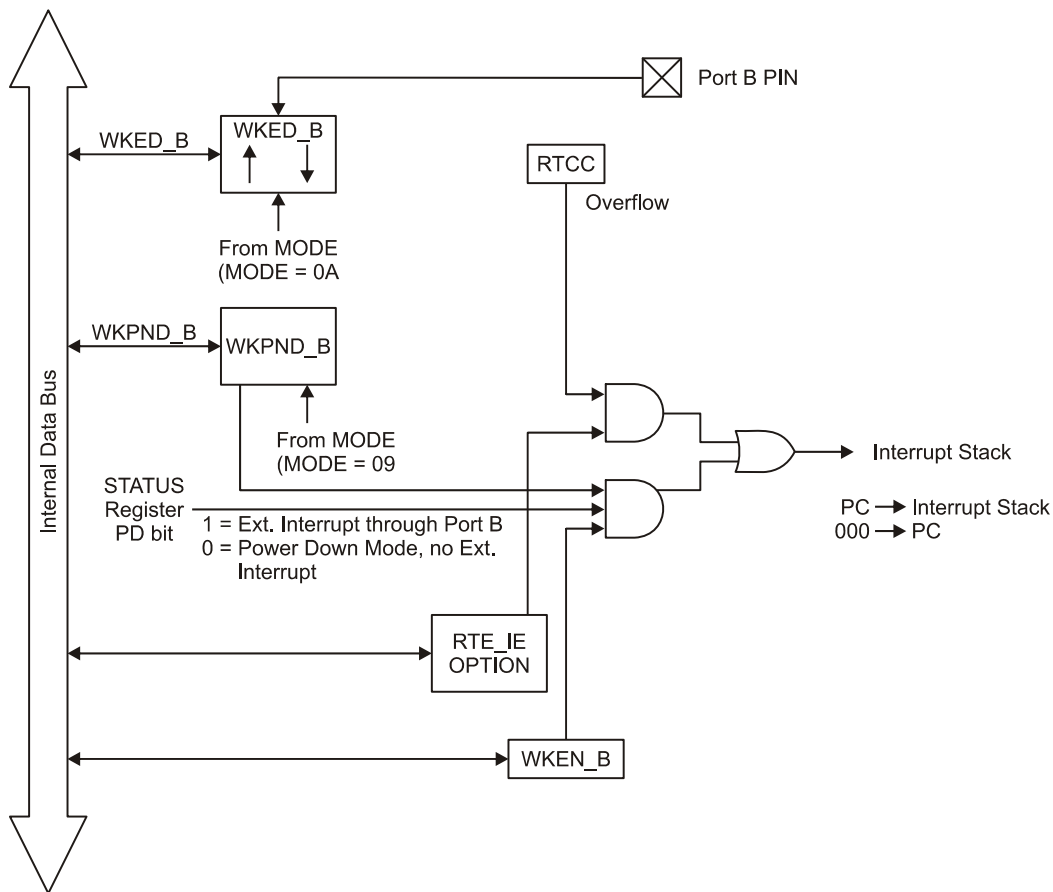 Port B PIN
WKED_B
WKED_B
RTCC
Overflow
From MODE
(MODE = 0A
WKPND_B
WKPND_B
From MODE
(MODE = 09
Internal Data Bus
Interrupt Stack
STATUS
Register
PD bit
1 = Ext. Interrupt through Port B
0 = Power Down Mode, no Ext.
Interrupt
PC → Interrupt Stack
000 → PC
RTE_IE
OPTION
WKEN_B